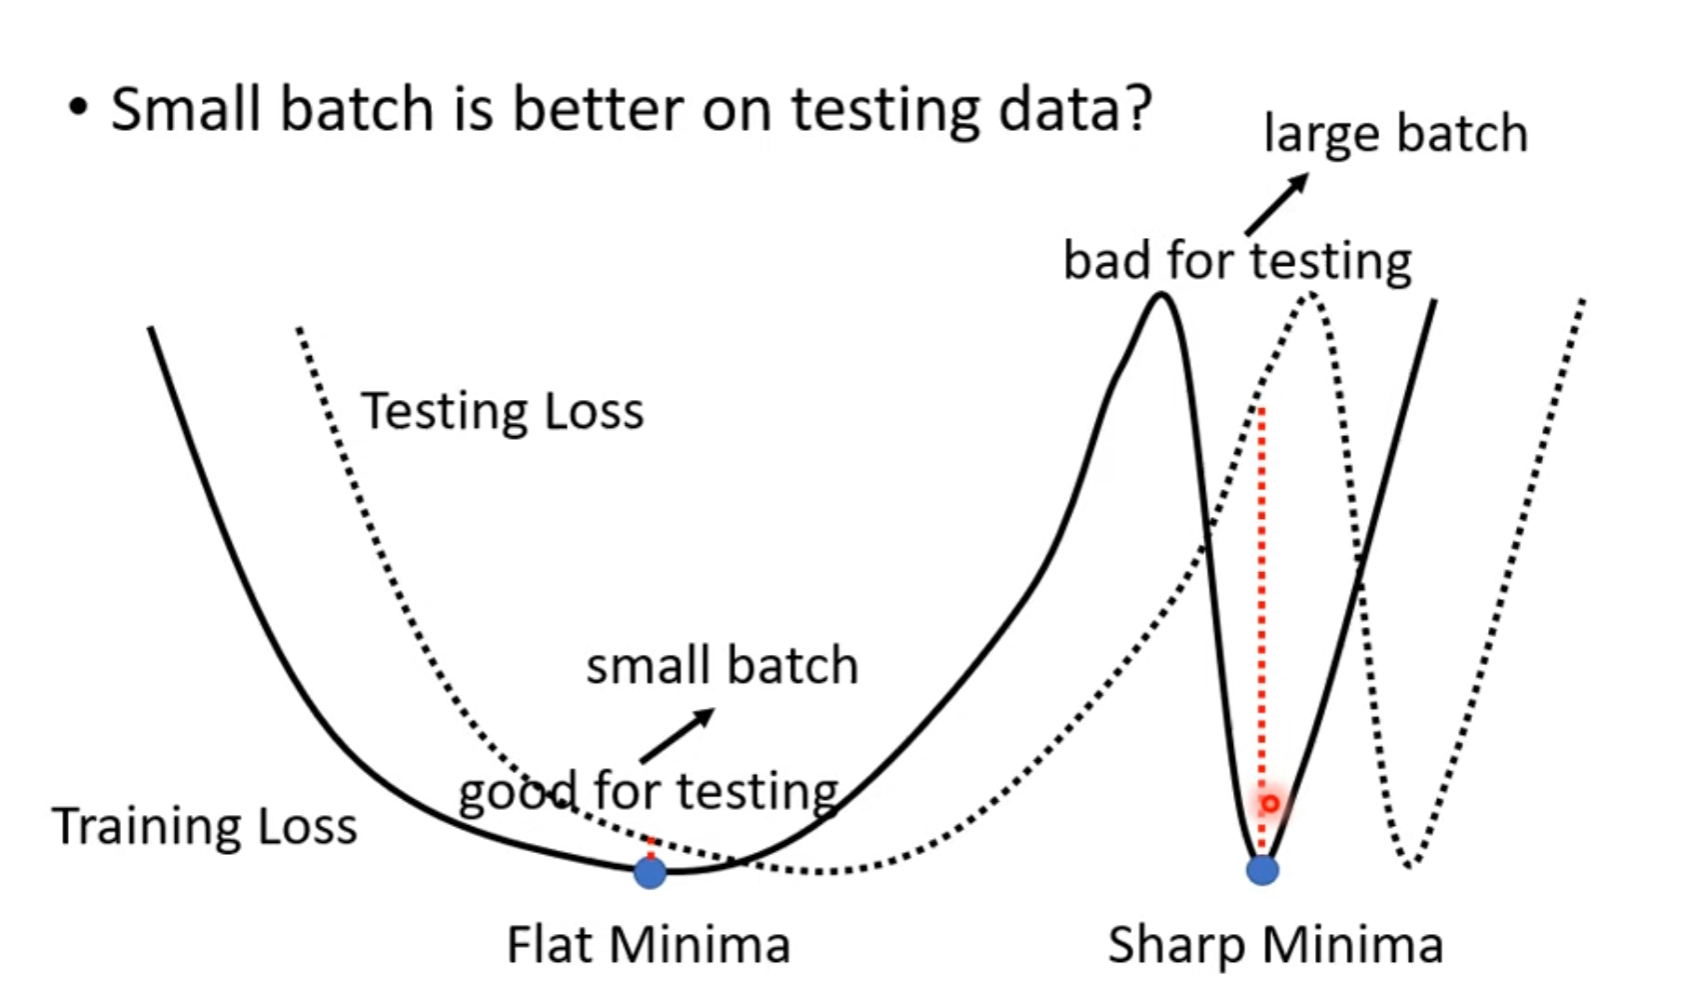 • Small batch is better on testing data?
large batch
bad for testing
Testing Loss
small batch
good for testing
Training Loss
Flat Minima
Sharp Minima